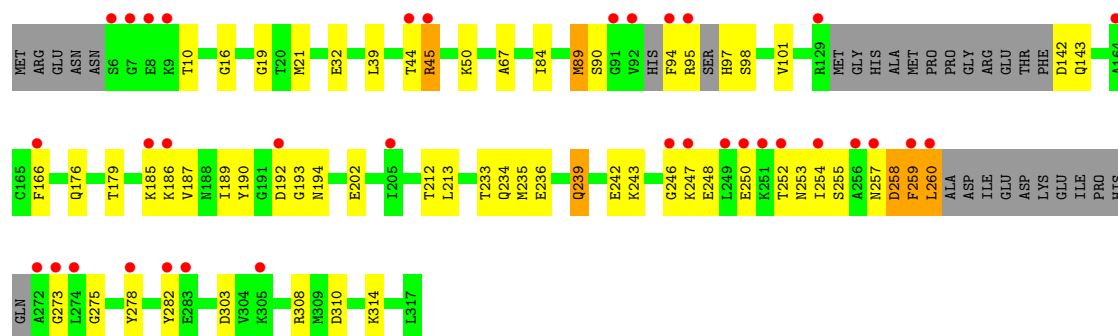 MET ARG GLU ASN ASN S6 G7 E8 K9 T10 G16 G19 T20 M21 E32 L39 T44 R45 K50 A67 I84 M89 S90 G91 V92 HIS F94 R95 SER H97 S98 V101 R129 MET GLY HIS ALA MET PRO PRO GLY ARG GLU THR PHE D142 Q143 A164
C165 F166 Q176 T179 K185 K186 V187 N188 I189 Y190 G191 D192 G193 N194 E202 I205 T212 L213 T233 Q234 M235 E236 Q239 E242 K243 G246 K247 E248 L249 E250 K251 T252 N253 I254 S255 A256 N257 D258 F259 L260 ALA ASP ILE GLU ASP LYS GLU ILE PRO HIS
GLN A272 G273 L274 G275 Y278 Y282 E283 D303 V304 K305 R308 M309 D310 K314 L317